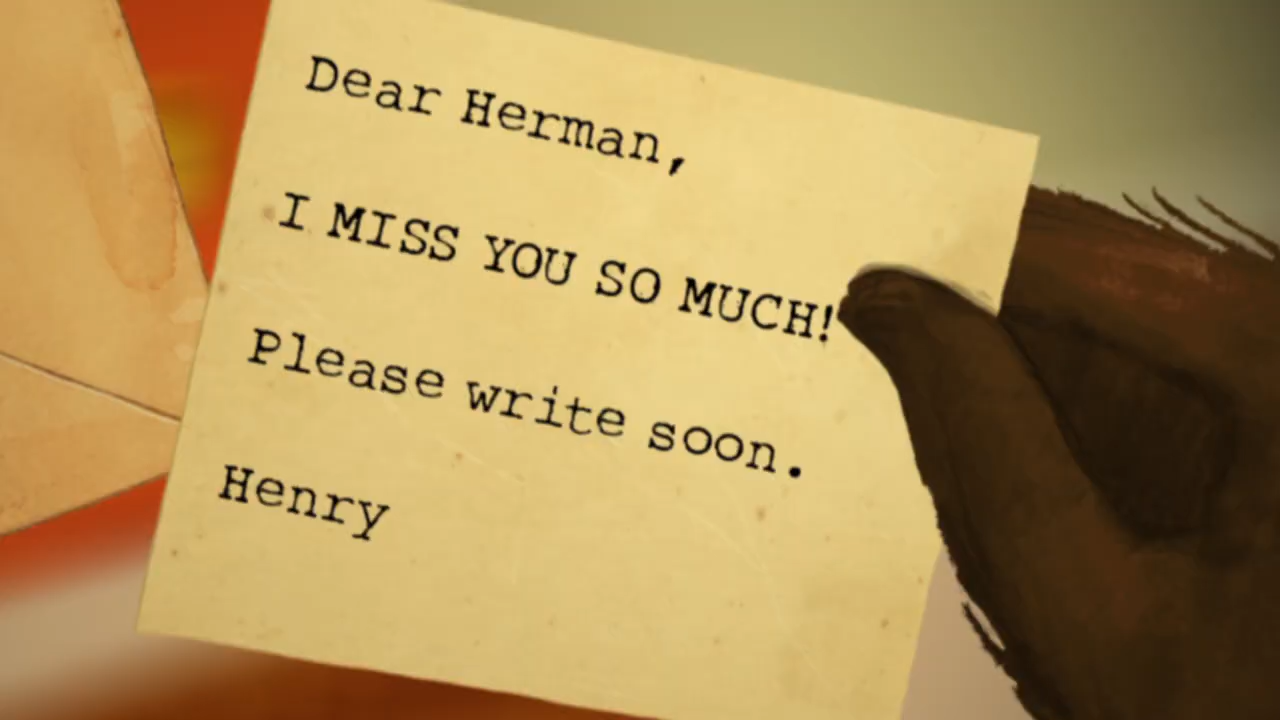 Dear Herman,
I MISS YOU SO MUCH!
Please write soon.
Henry